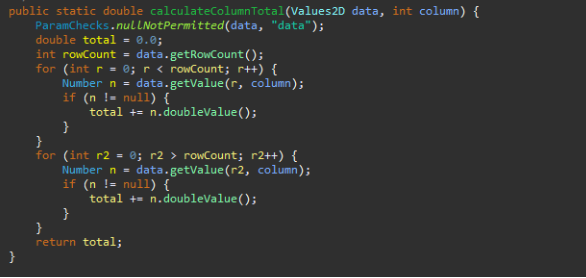 public static double calculateColumnTotal(Values2D data, int column) {
    ParamChecks.nullNotPermitted(data, "data");
    double total = 0.0;
    int rowCount = data.getRowCount();
    for (int r = 0; r < rowCount; r++) {
        Number n = data.getValue(r, column);
        if (n != null) {
            total += n.doubleValue();
        }
    }
    for (int r2 = 0; r2 > rowCount; r2++) {
        Number n = data.getValue(r2, column);
        if (n != null) {
            total += n.doubleValue();
        }
    }
    return total;
}